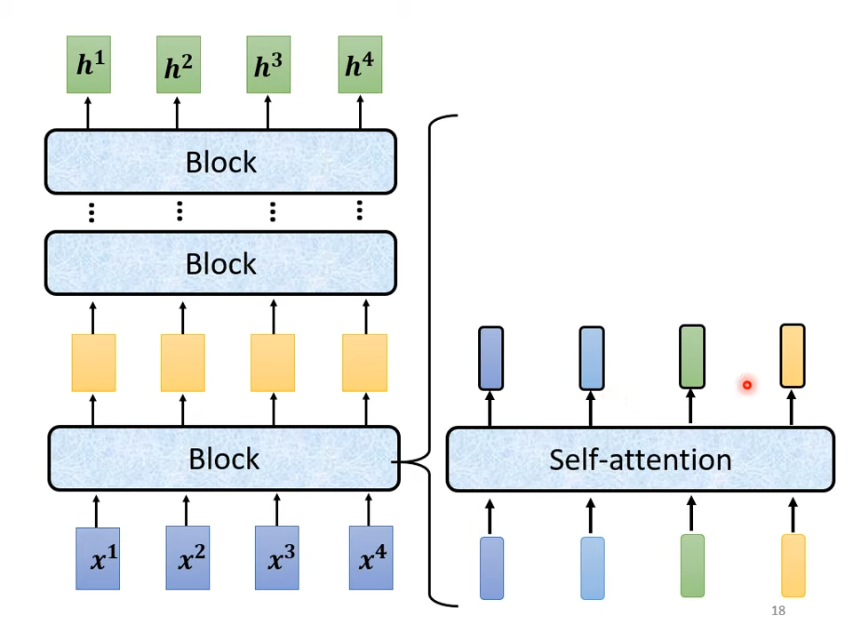 h¹ h² h³ h⁴
Block
Block
Block
Self-attention
x¹ x² x³ x⁴
18